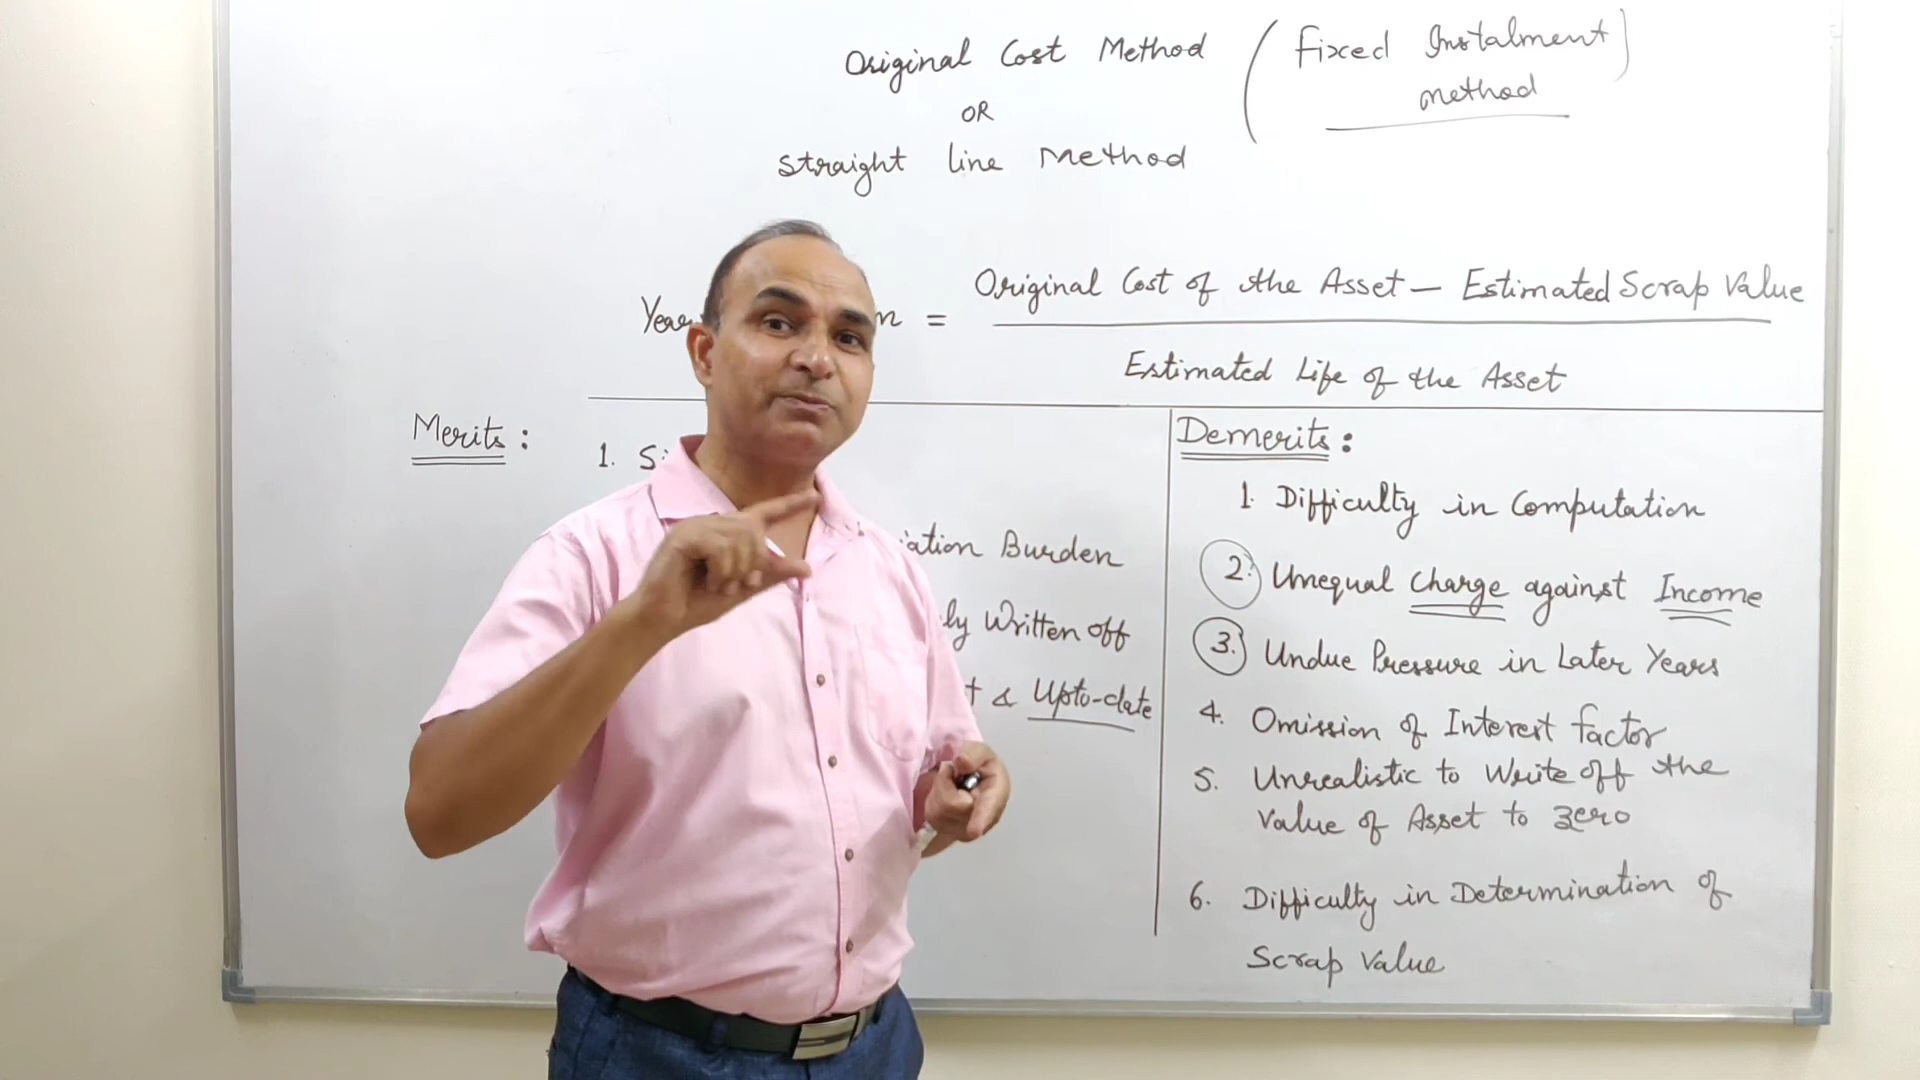 Original Cost Method (Fixed Instalment)
method
OR
Straight line Method
Original Cost of the Asset — Estimated Scrap Value
=
Estimated Life of the Asset
Merits :
1.
Burden
Written off
& Upto-date
Demerits :
1. Difficulty in Computation
2. Unequal Charge against Income
3. Undue Pressure in Later Years
4. Omission of Interest factor
5. Unrealistic to Write off the
Value of Asset to Zero
6. Difficulty in Determination of
Scrap Value